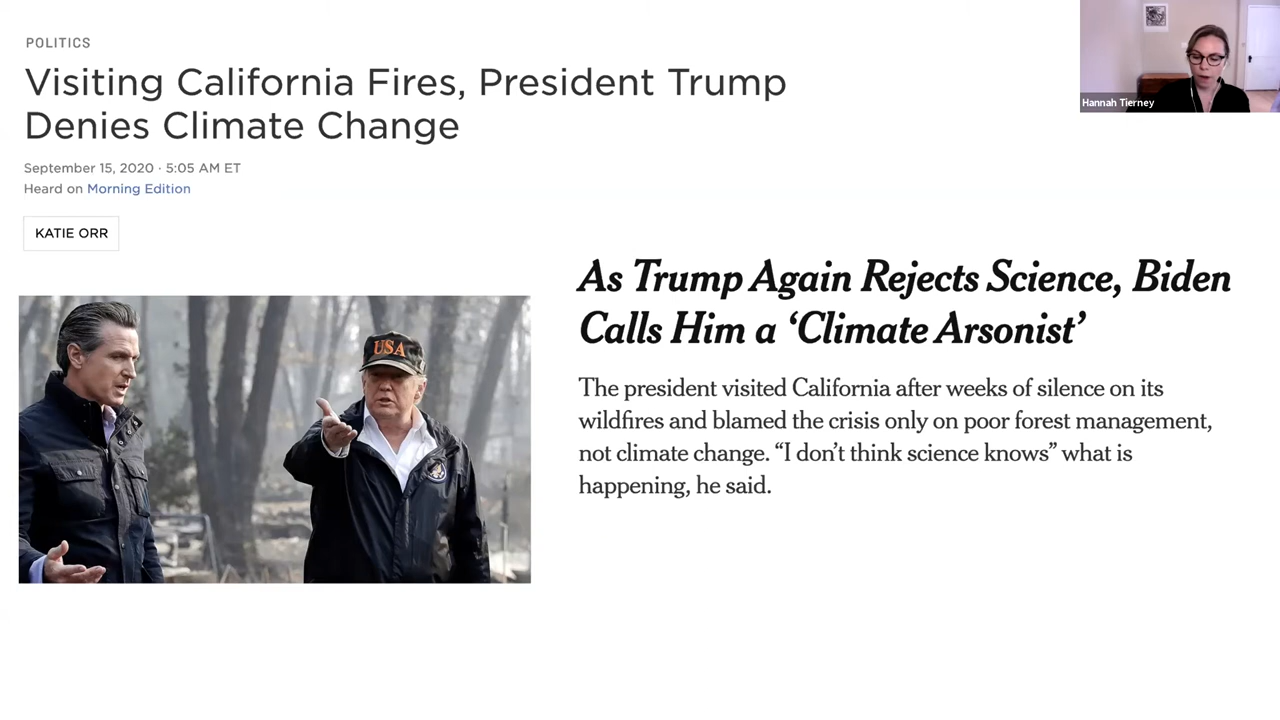 POLITICS
Visiting California Fires, President Trump
Denies Climate Change
September 15, 2020 · 5:05 AM ET
Heard on Morning Edition
KATIE ORR
USA
As Trump Again Rejects Science, Biden
Calls Him a ‘Climate Arsonist’
The president visited California after weeks of silence on its
wildfires and blamed the crisis only on poor forest management,
not climate change. “I don’t think science knows” what is
happening, he said.
Hannah Tierney